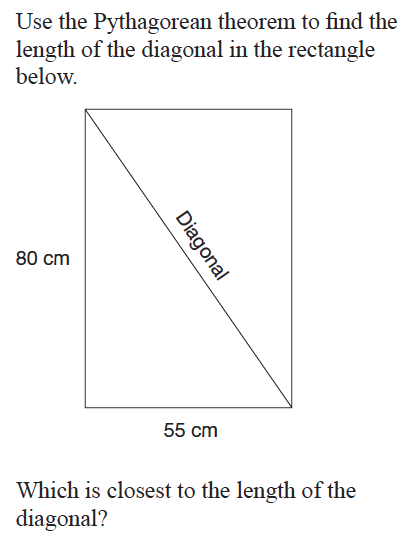 Use the Pythagorean theorem to find the
length of the diagonal in the rectangle
below.
Diagonal
80 cm
55 cm
Which is closest to the length of the
diagonal?